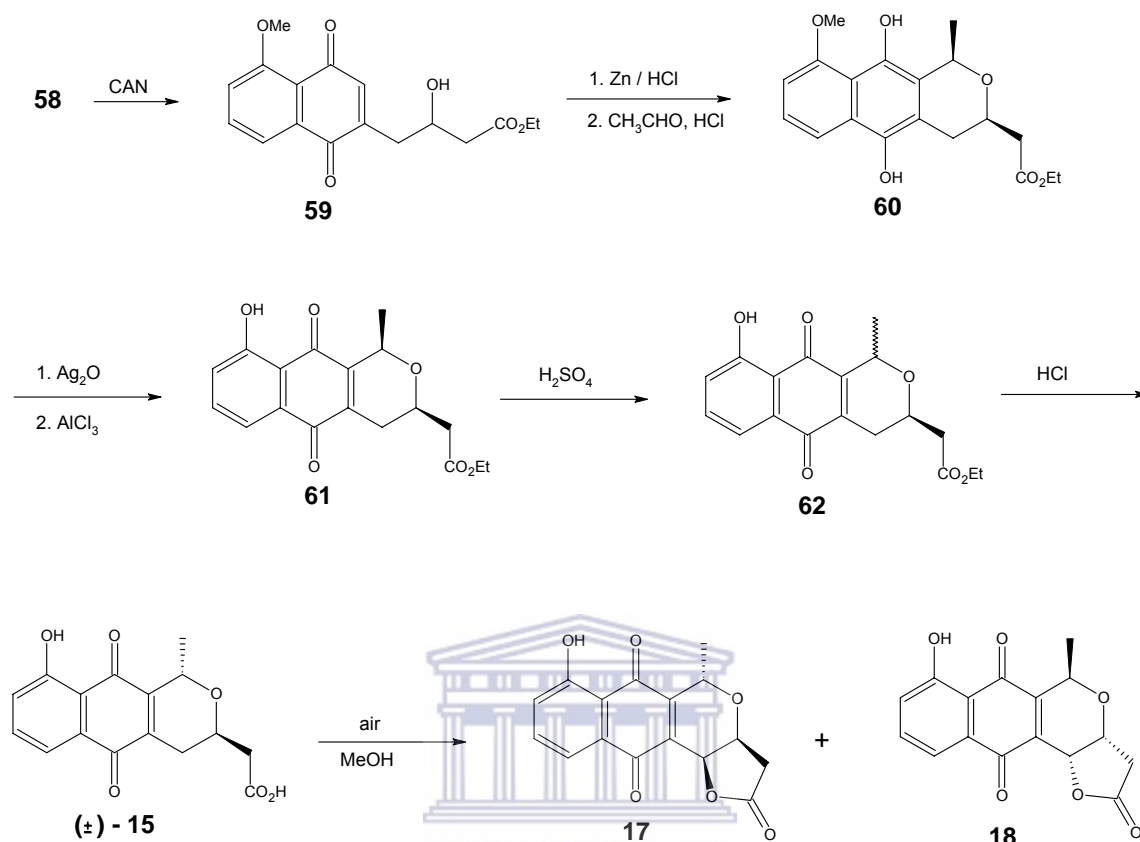 58
CAN
OMe
O
O
OH
CO2Et
59
1. Zn / HCl
2. CH3CHO, HCl
OMe
OH
O
OH
CO2Et
60
1. Ag2O
2. AlCl3
OH
O
O
O
CO2Et
61
H2SO4
OH
O
O
O
CO2Et
62
HCl
OH
O
O
O
CO2H
(±) - 15
air
MeOH
OH
O
O
O
O
O
17
+
OH
O
O
O
O
O
18